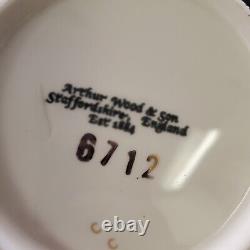 Arthur Wood & Son
Staffordshire, England
Est 1884
6712